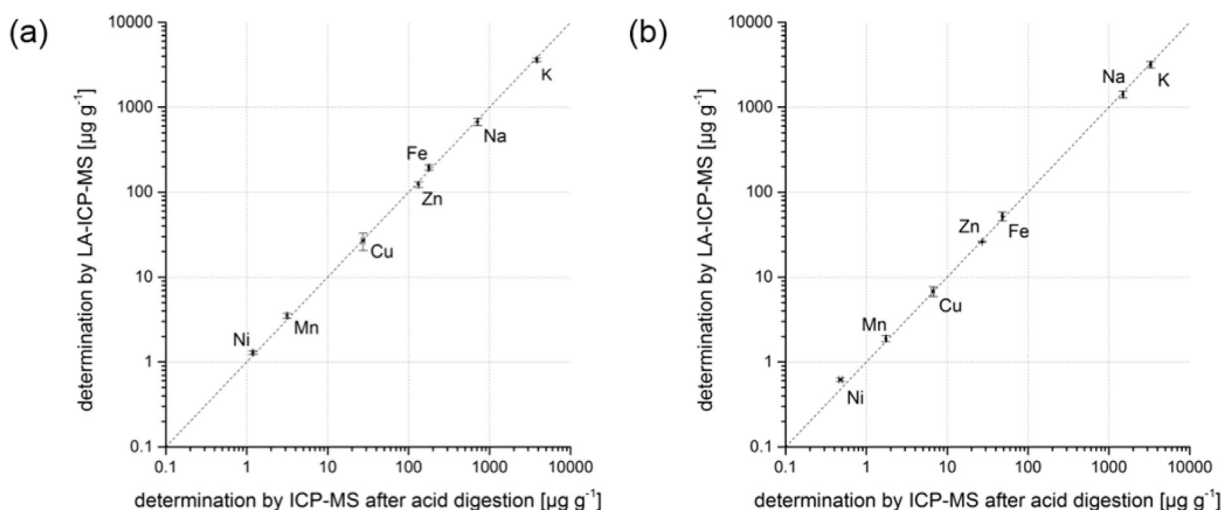 (a)
determination by LA-ICP-MS [µg g⁻¹]
10000
1000
100
10
1
0.1
K
Na
Fe
Zn
Cu
Mn
Ni
0.1 1 10 100 1000 10000
determination by ICP-MS after acid digestion [µg g⁻¹]
(b)
determination by LA-ICP-MS [µg g⁻¹]
10000
1000
100
10
1
0.1
Na
K
Zn
Fe
Cu
Mn
Ni
0.1 1 10 100 1000 10000
determination by ICP-MS after acid digestion [µg g⁻¹]